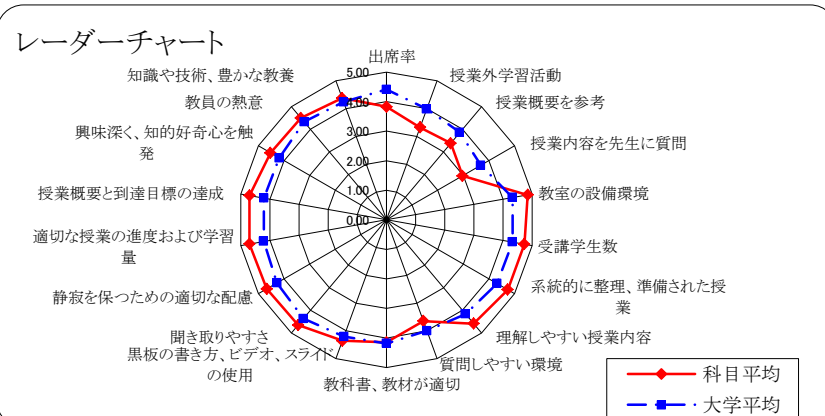 レーダーチャート
出席率
授業外学習活動
授業概要を参考
授業内容を先生に質問
教室の設備環境
受講学生数
系統的に整理、準備された授
業
理解しやすい授業内容
質問しやすい環境
教科書、教材が適切
黒板の書き方、ビデオ、スライド
の使用
聞き取りやすさ
静寂を保つための適切な配慮
適切な授業の進度および学習
量
授業概要と到達目標の達成
興味深く、知的好奇心を触
発
教員の熱意
知識や技術、豊かな教養
5.00
4.00
3.00
2.00
1.00
0.00
科目平均
大学平均